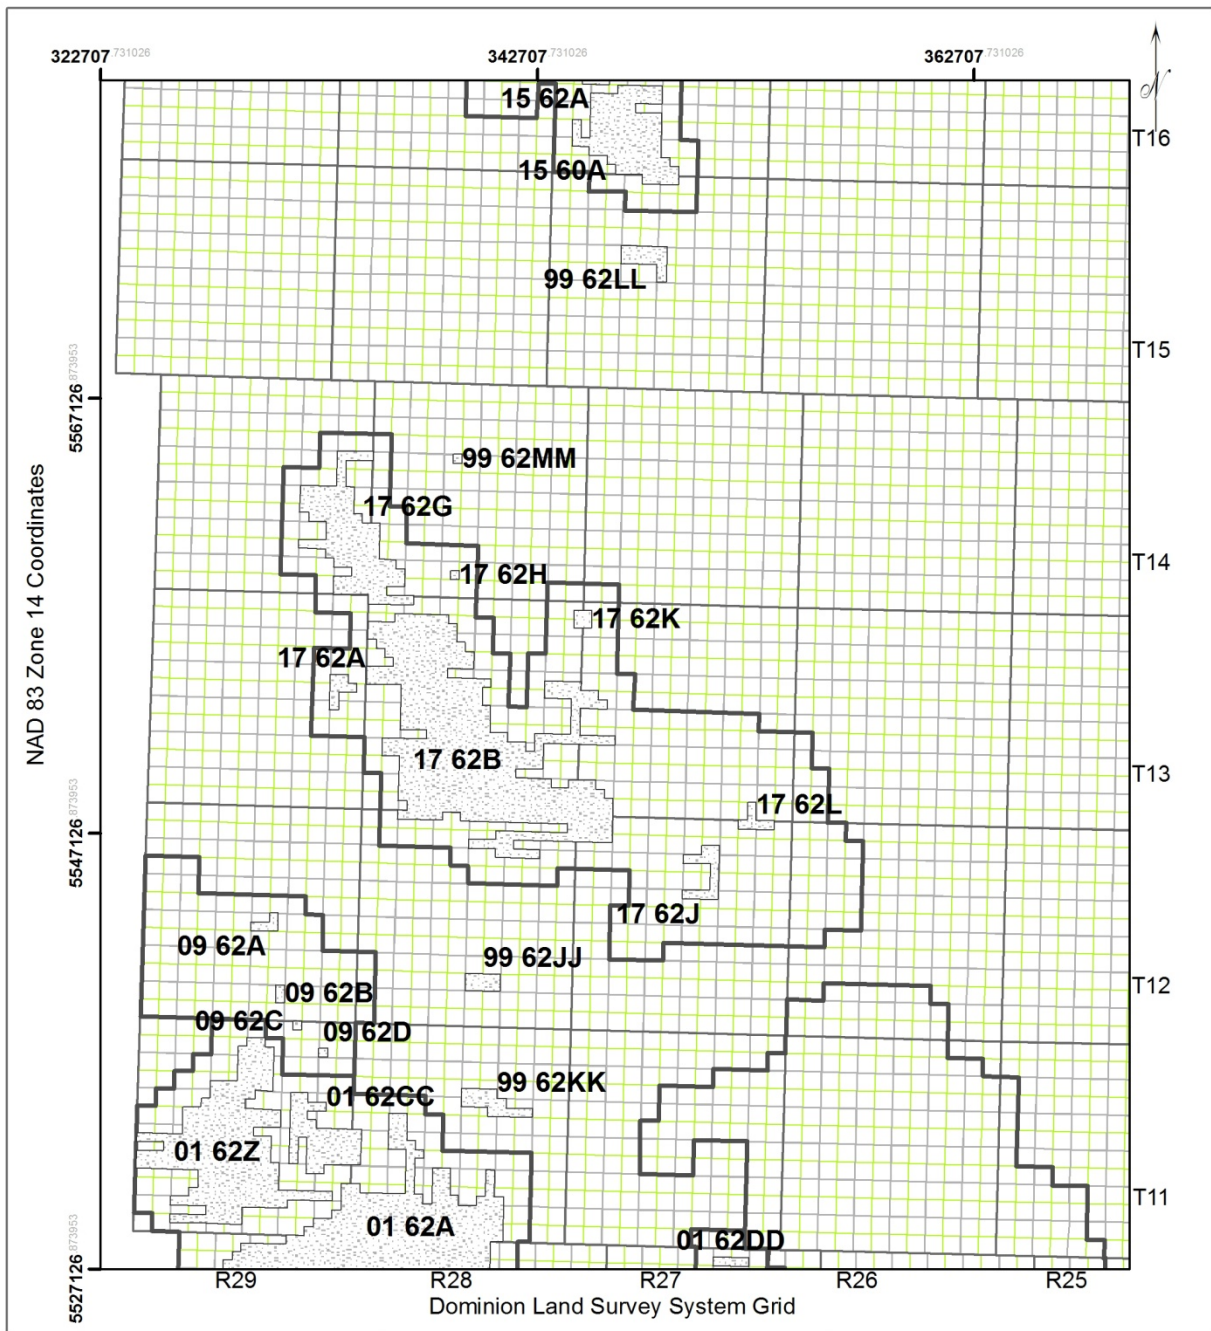 322707.731026
342707.731026
362707.731026
N
15 62A
T16
15 60A
99 62LL
T15
5567126.873953
99 62MM
17 62G
NAD 83 Zone 14 Coordinates
T14
17 62H
17 62K
17 62A
17 62B
T13
17 62L
5547126.873953
17 62J
09 62A
99 62JJ
T12
09 62B
09 62C
09 62D
99 62KK
01 62CC
01 62Z
T11
01 62A
01 62DD
5527126.873953
R29
R28
R27
R26
R25
Dominion Land Survey System Grid